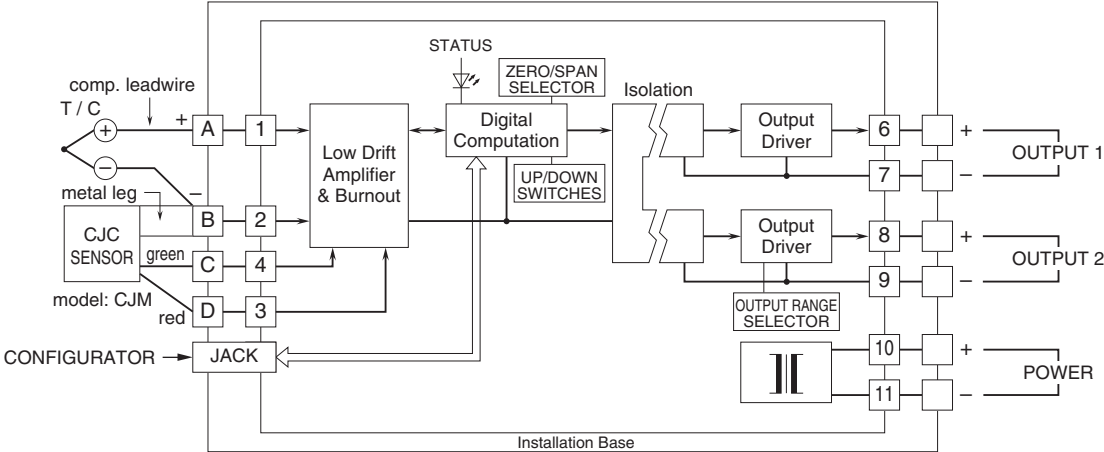 STATUS
ZERO/SPAN
SELECTOR
comp. leadwire
T / C
+
+
A
1
−
−
metal leg
B
2
CJC
SENSOR
green
C
4
model: CJM
red
D
3
CONFIGURATOR
JACK
Low Drift
Amplifier
& Burnout
Digital
Computation
UP/DOWN
SWITCHES
Isolation
Output
Driver
6
+
OUTPUT 1
7
−
Output
Driver
8
+
OUTPUT 2
9
−
OUTPUT RANGE
SELECTOR
10
+
POWER
11
−
Installation Base